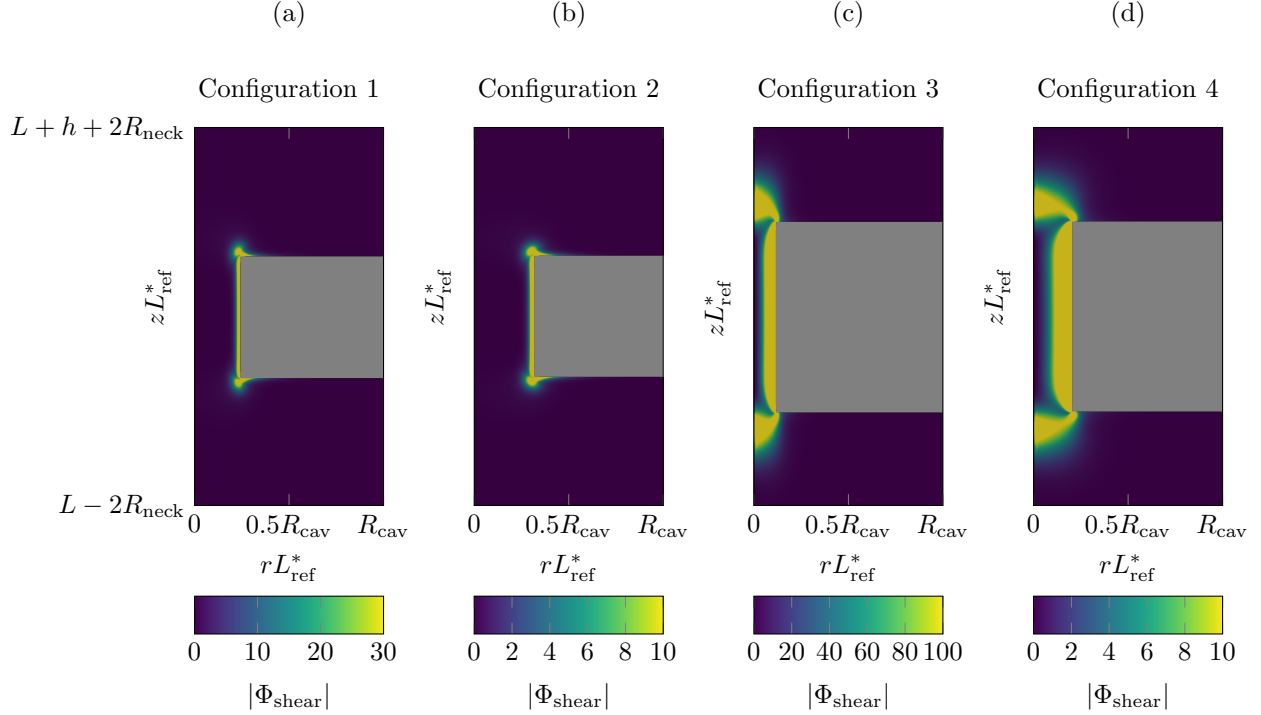 (a) (b) (c) (d)
Configuration 1 Configuration 2 Configuration 3 Configuration 4
L + h + 2R_neck
zL*_ref zL*_ref zL*_ref zL*_ref
L − 2R_neck
0 0.5R_cav R_cav 0 0.5R_cav R_cav 0 0.5R_cav R_cav 0 0.5R_cav R_cav
rL*_ref rL*_ref rL*_ref rL*_ref
0 10 20 30 0 2 4 6 8 10 0 20 40 60 80 100 0 2 4 6 8 10
|Φ_shear| |Φ_shear| |Φ_shear| |Φ_shear|